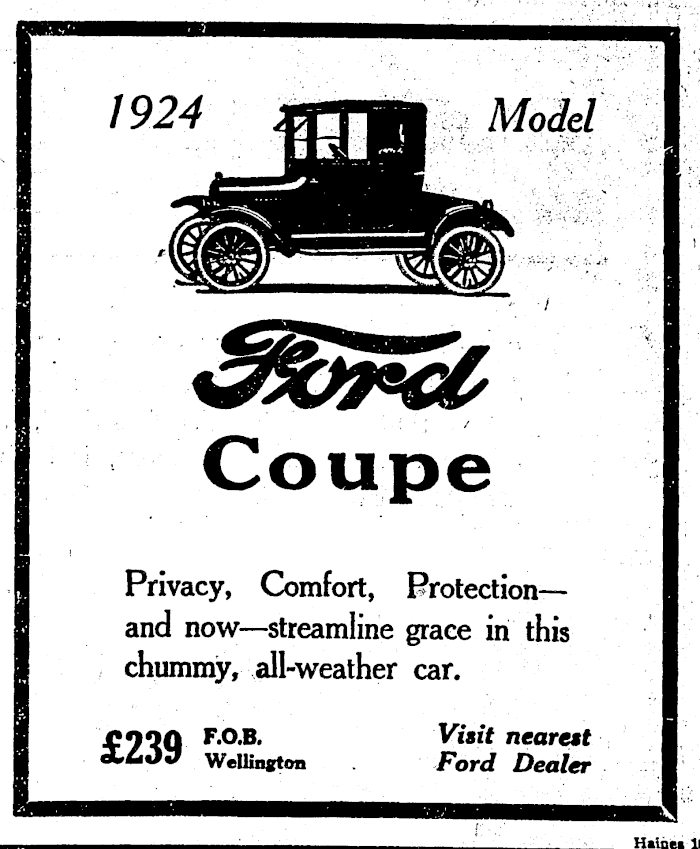 1924 Model
Ford
Coupe
Privacy, Comfort, Protection—
and now—streamline grace in this
chummy, all-weather car.
£239 F.O.B. Wellington
Visit nearest
Ford Dealer
Haines